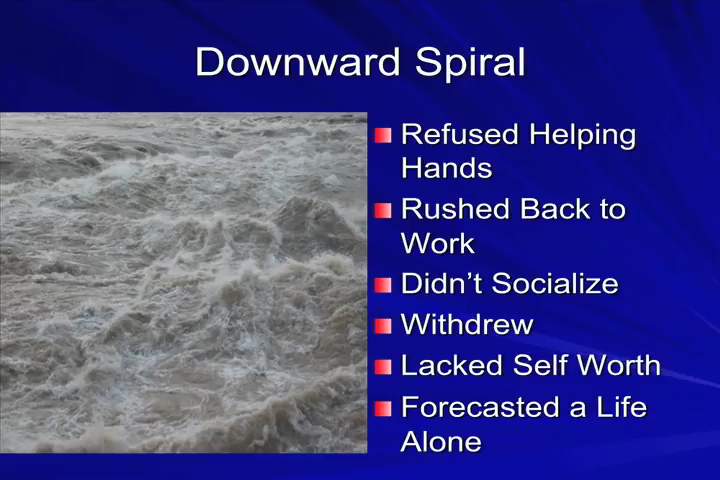 Downward Spiral
Refused Helping
Hands
Rushed Back to
Work
Didn’t Socialize
Withdrew
Lacked Self Worth
Forecasted a Life
Alone